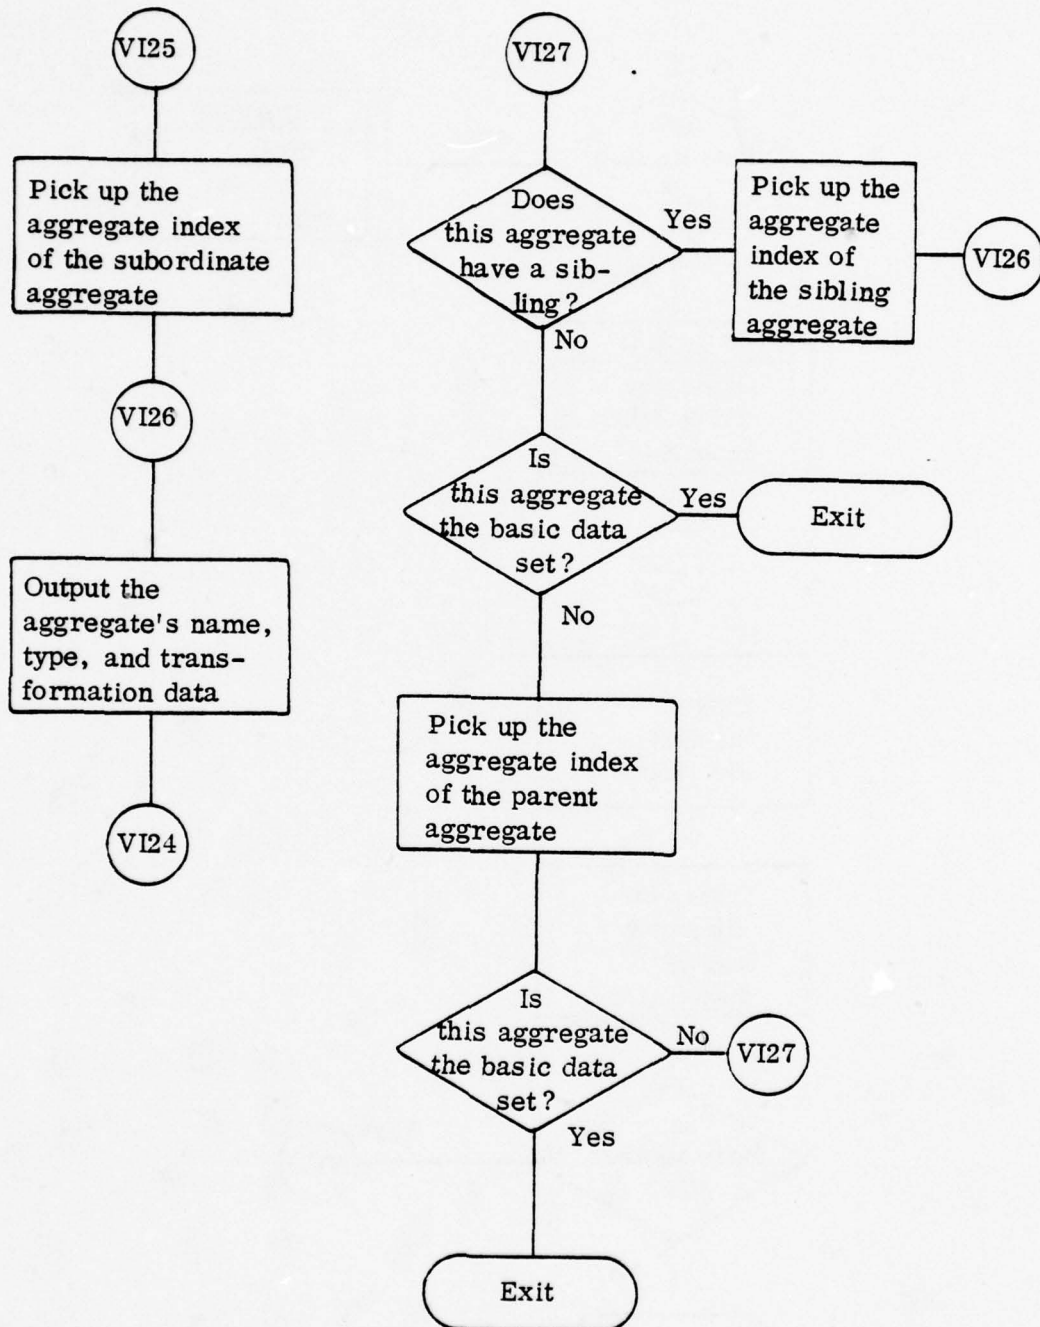 VI25
Pick up the
aggregate index
of the subordinate
aggregate
VI26
Output the
aggregate's name,
type, and trans-
formation data
VI24
VI27
Does
this aggregate
have a sib-
ling?
Yes
Pick up the
aggregate
index of
the sibling
aggregate
VI26
No
Is
this aggregate
the basic data
set?
Yes
Exit
No
Pick up the
aggregate index
of the parent
aggregate
Is
this aggregate
the basic data
set?
No
VI27
Yes
Exit